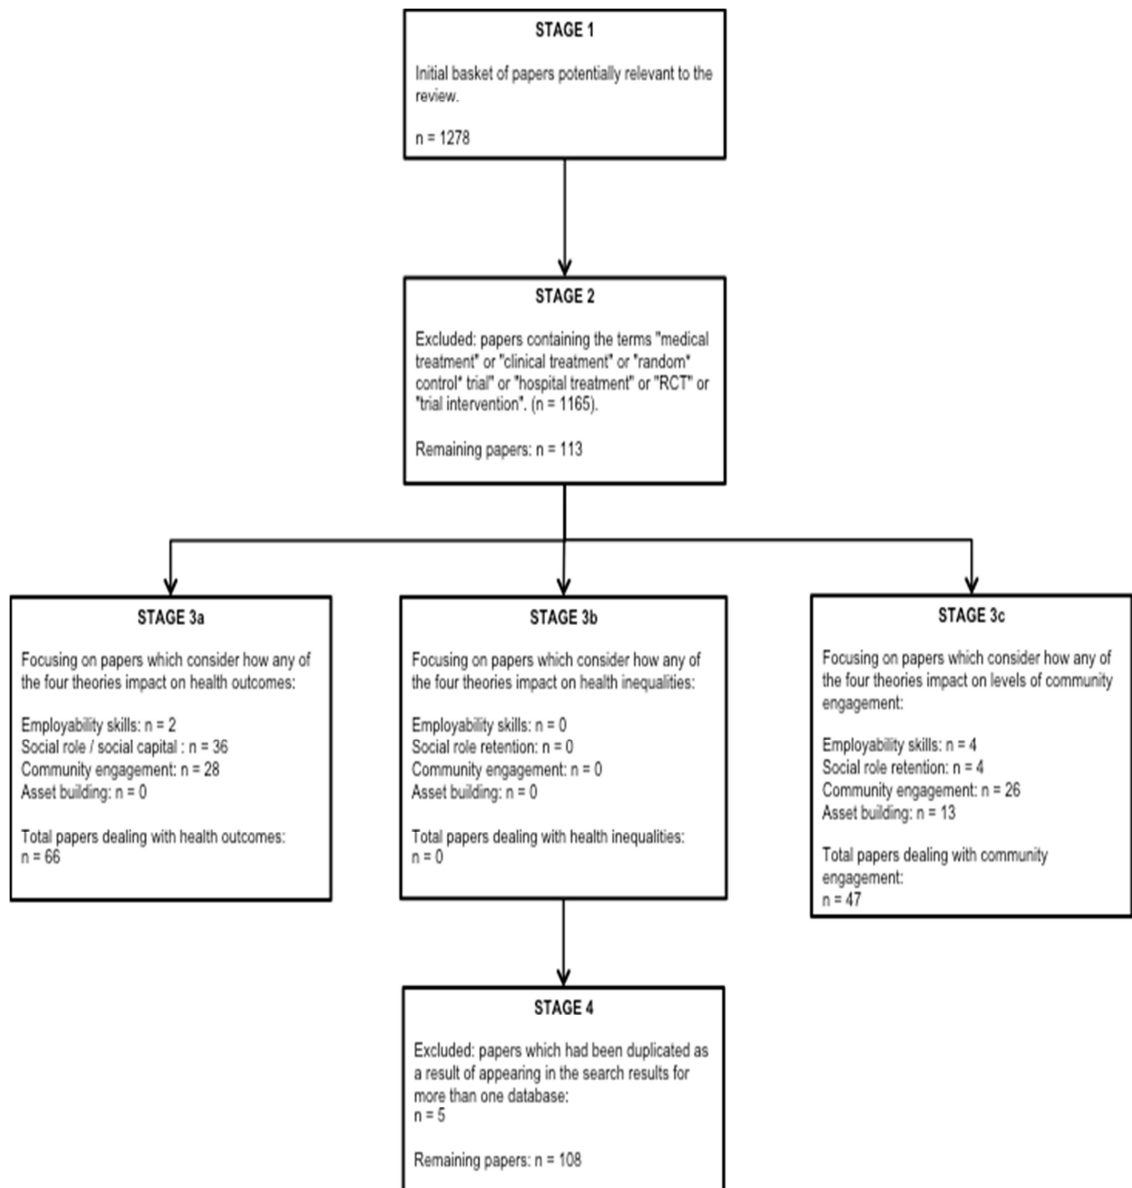 STAGE 1
Initial basket of papers potentially relevant to the
review.
n = 1278
STAGE 2
Excluded: papers containing the terms "medical
treatment" or "clinical treatment" or "random*
control* trial" or "hospital treatment" or "RCT" or
"trial intervention". (n = 1165).
Remaining papers: n = 113
STAGE 3a
Focusing on papers which consider how any of
the four theories impact on health outcomes:
Employability skills: n = 2
Social role / social capital : n = 36
Community engagement: n = 28
Asset building: n = 0
Total papers dealing with health outcomes:
n = 66
STAGE 3b
Focusing on papers which consider how any of
the four theories impact on health inequalities:
Employability skills: n = 0
Social role retention: n = 0
Community engagement: n = 0
Asset building: n = 0
Total papers dealing with health inequalities:
n = 0
STAGE 3c
Focusing on papers which consider how any of
the four theories impact on levels of community
engagement:
Employability skills: n = 4
Social role retention: n = 4
Community engagement: n = 26
Asset building: n = 13
Total papers dealing with community
engagement:
n = 47
STAGE 4
Excluded: papers which had been duplicated as
a result of appearing in the search results for
more than one database:
n = 5
Remaining papers: n = 108